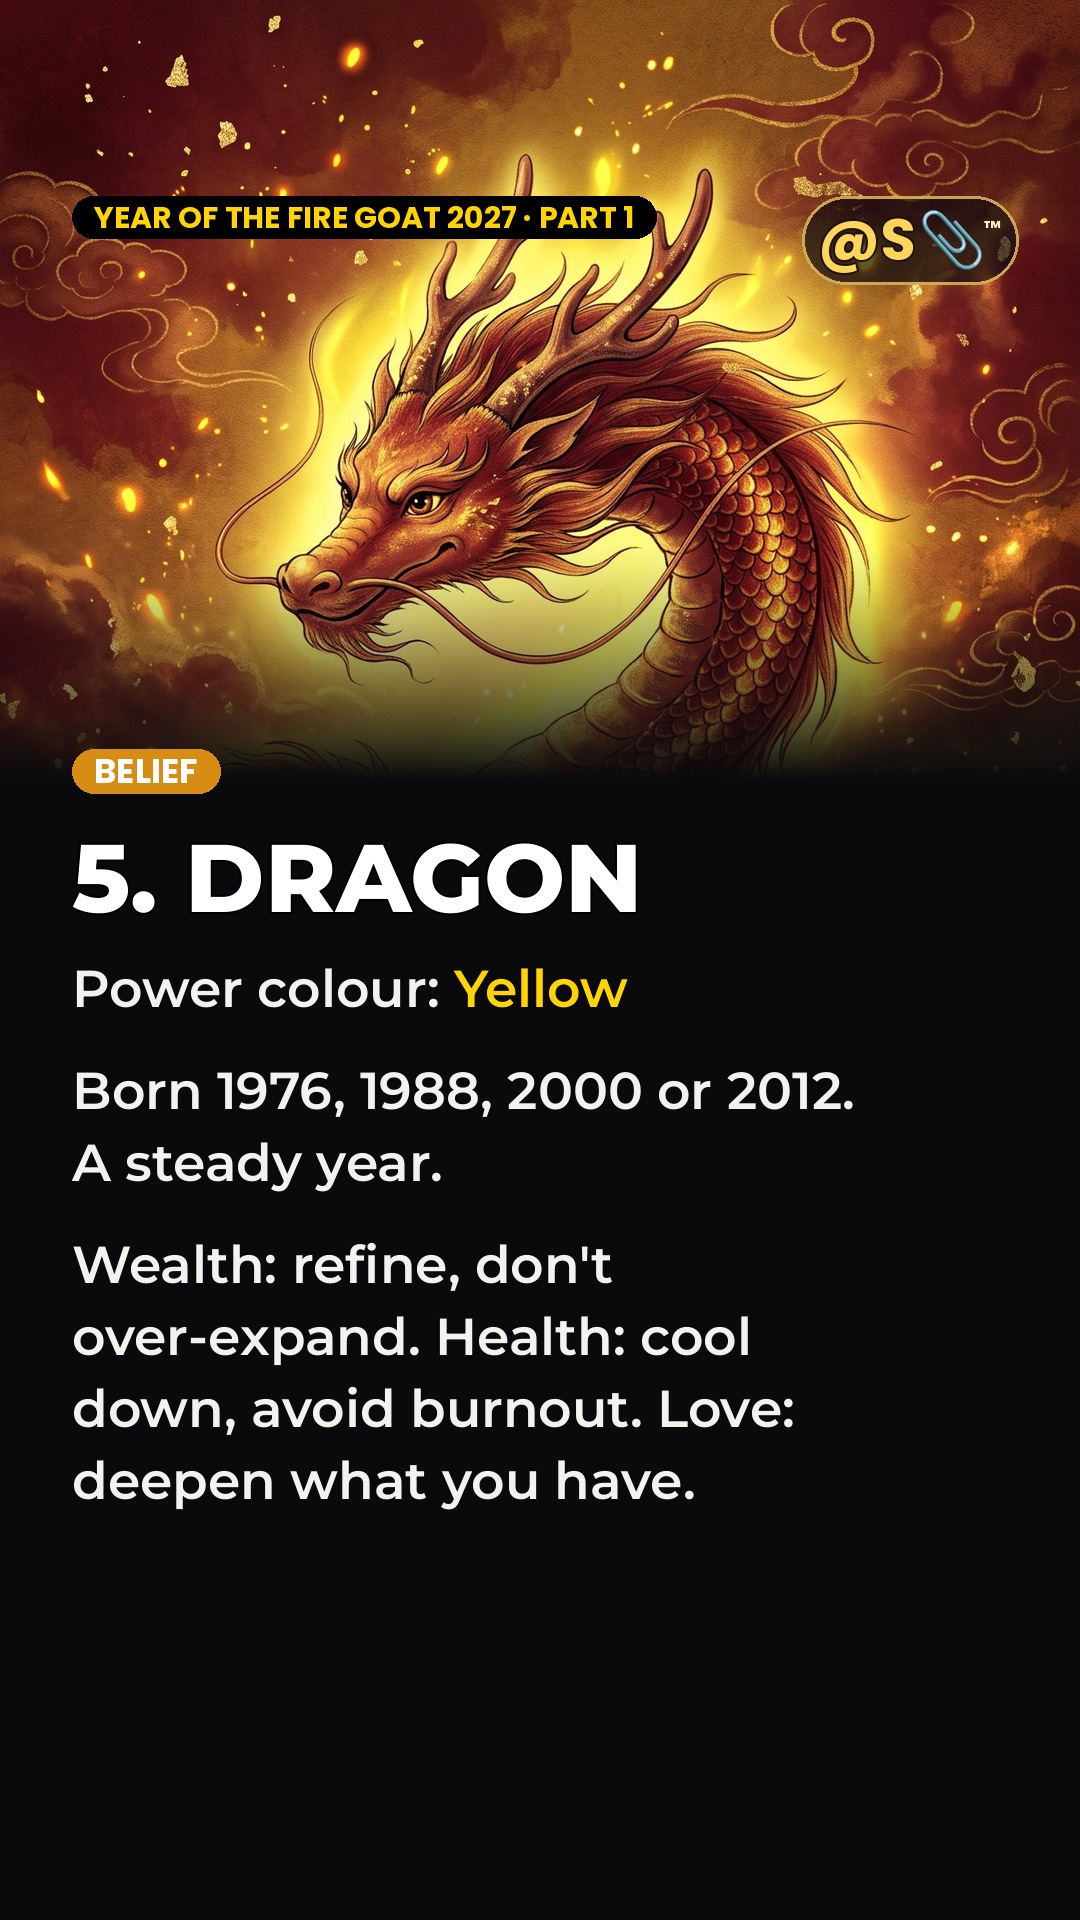 YEAR OF THE FIRE GOAT 2027 · PART 1
@S™
BELIEF
5. DRAGON
Power colour: Yellow
Born 1976, 1988, 2000 or 2012.
A steady year.
Wealth: refine, don't
over-expand. Health: cool
down, avoid burnout. Love:
deepen what you have.